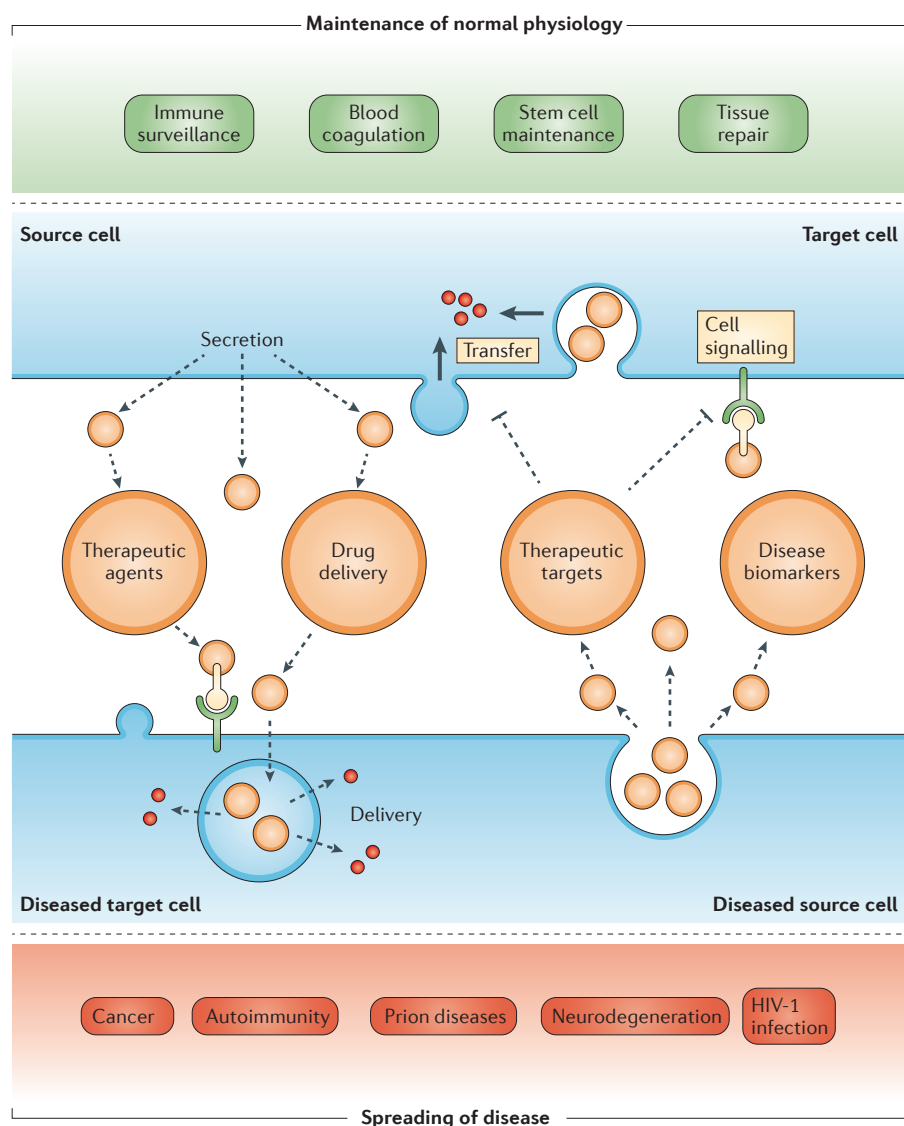 Maintenance of normal physiology
Immune
surveillance
Blood
coagulation
Stem cell
maintenance
Tissue
repair
Source cell
Target cell
Secretion
Transfer
Cell
signalling
Therapeutic
agents
Drug
delivery
Therapeutic
targets
Disease
biomarkers
Delivery
Diseased target cell
Diseased source cell
Cancer
Autoimmunity
Prion diseases
Neurodegeneration
HIV-1
infection
Spreading of disease